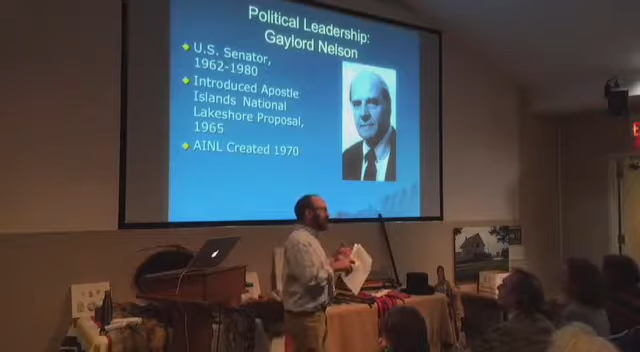 Political Leadership:
Gaylord Nelson
U.S. Senator,
1962-1980
Introduced Apostle
Islands National
Lakeshore Proposal,
1965
AINL Created 1970